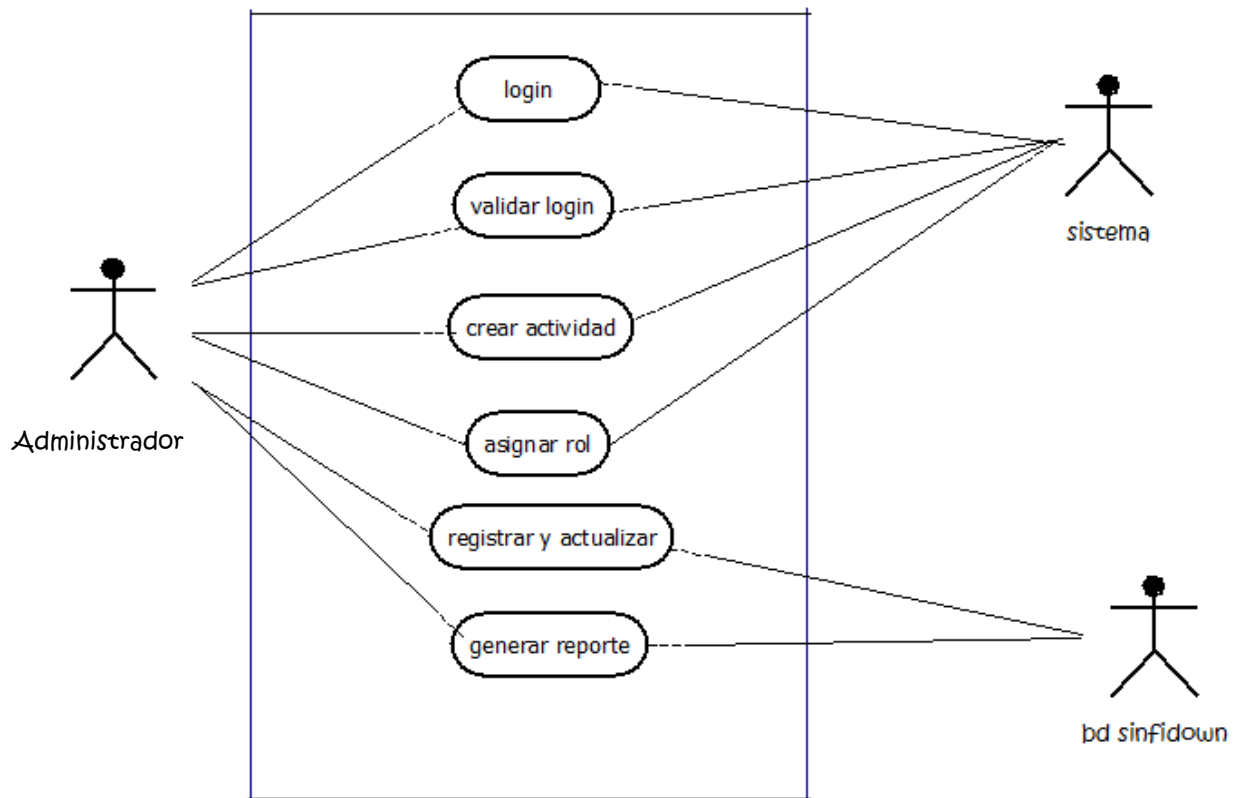 login
validar login
sistema
crear actividad
Administrador
asignar rol
registrar y actualizar
generar reporte
bd sinfidown